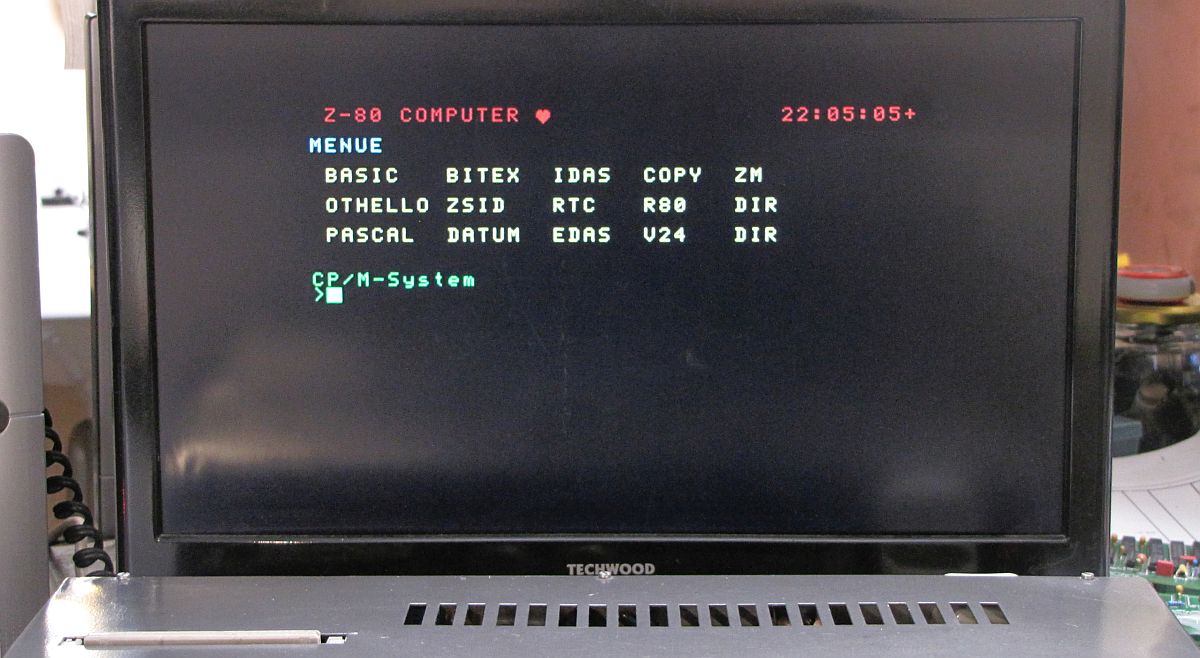 Z-80 COMPUTER ♥ 22:05:05+
MENUE
BASIC BITEX IDAS COPY ZM
OTHELLO ZSID RTC R80 DIR
PASCAL DATUM EDAS V24 DIR
CP/M-System
>
TECHWOOD